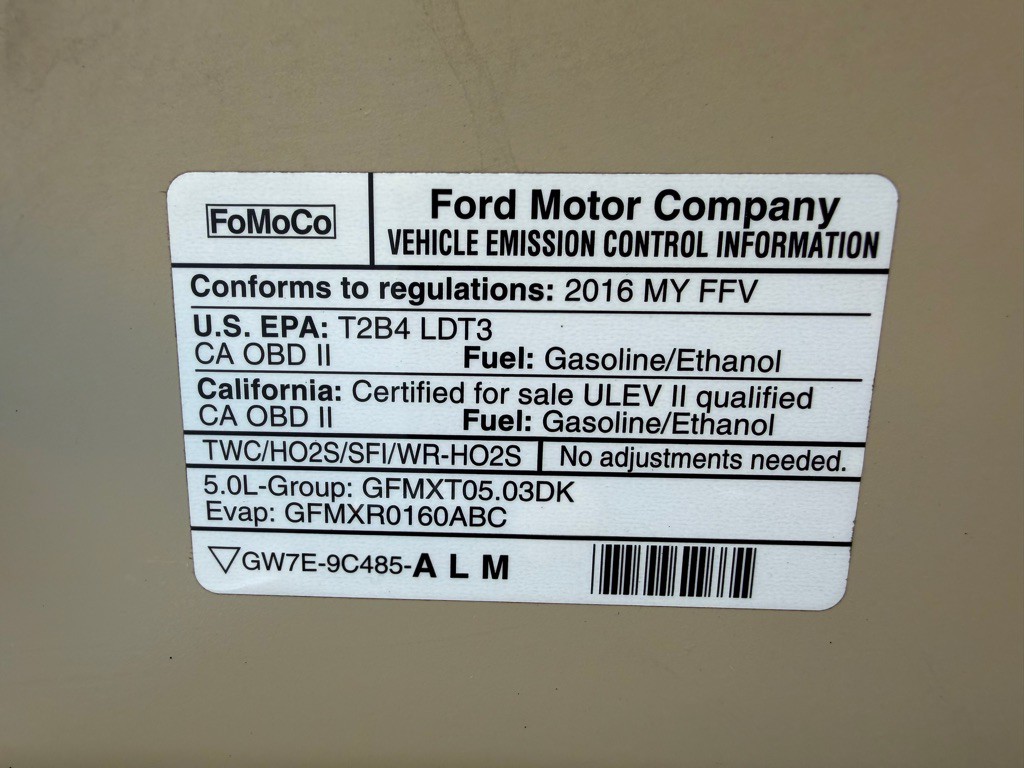 FoMoCo
Ford Motor Company
VEHICLE EMISSION CONTROL INFORMATION
Conforms to regulations: 2016 MY FFV
U.S. EPA: T2B4 LDT3
CA OBD II Fuel: Gasoline/Ethanol
California: Certified for sale ULEV II qualified
CA OBD II Fuel: Gasoline/Ethanol
TWC/HO2S/SFI/WR-HO2S No adjustments needed.
5.0L-Group: GFMXT05.03DK
Evap: GFMXR0160ABC
GW7E-9C485-A L M